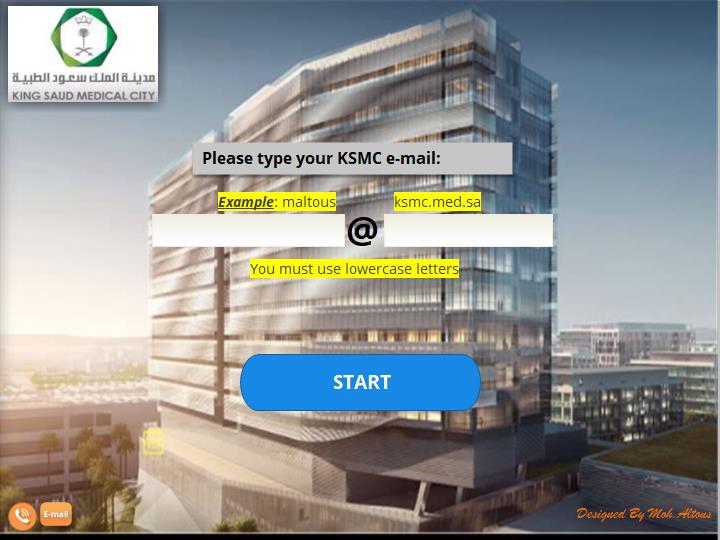 مدينة الملك سعود الطبية
KING SAUD MEDICAL CITY
Please type your KSMC e-mail:
Example: maltous
ksmc.med.sa
@
You must use lowercase letters
START
E-mail
Designed By Moh.Altous